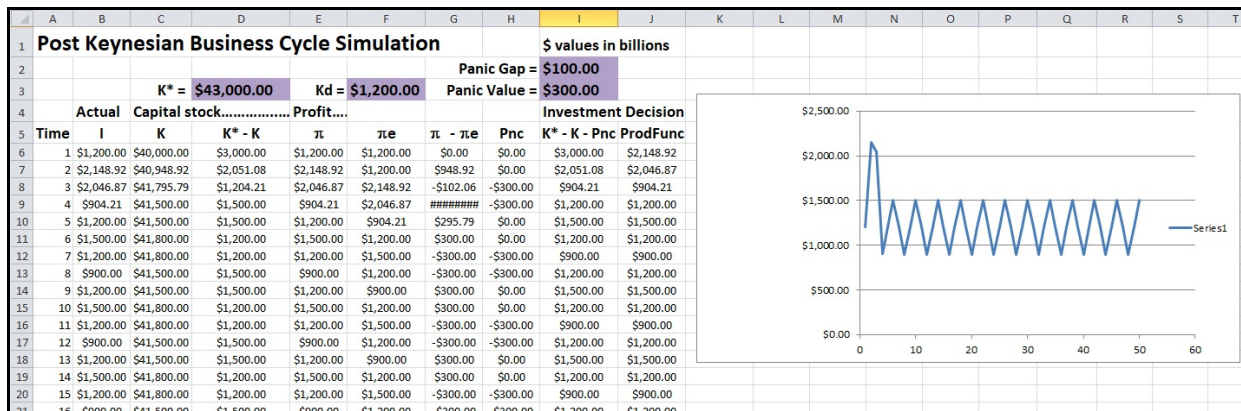 A B C D E F G H I J K L M N O P Q R S T
1 Post Keynesian Business Cycle Simulation $ values in billions
2 Panic Gap = $100.00
3 K* = $43,000.00 Kd = $1,200.00 Panic Value = $300.00
4 Actual Capital stock................. Profit.... Investment Decision
5 Time I K K* - K π πe π - πe Pnc K* - K - Pnc ProdFunc
6 1 $1,200.00 $40,000.00 $3,000.00 $1,200.00 $1,200.00 $0.00 $0.00 $3,000.00 $2,148.92
7 2 $2,148.92 $40,948.92 $2,051.08 $2,148.92 $1,200.00 $948.92 $0.00 $2,051.08 $2,046.87
8 3 $2,046.87 $41,795.79 $1,204.21 $2,046.87 $2,148.92 -$102.06 -$300.00 $904.21 $904.21
9 4 $904.21 $41,500.00 $1,500.00 $904.21 $2,046.87 ######## -$300.00 $1,200.00 $1,200.00
10 5 $1,200.00 $41,500.00 $1,500.00 $1,200.00 $904.21 $295.79 $0.00 $1,500.00 $1,500.00
11 6 $1,500.00 $41,800.00 $1,200.00 $1,500.00 $1,200.00 $300.00 $0.00 $1,200.00 $1,200.00
12 7 $1,200.00 $41,800.00 $1,200.00 $1,200.00 $1,500.00 -$300.00 -$300.00 $900.00 $900.00
13 8 $900.00 $41,500.00 $1,500.00 $900.00 $1,200.00 -$300.00 -$300.00 $1,200.00 $1,200.00
14 9 $1,200.00 $41,500.00 $1,500.00 $1,200.00 $900.00 $300.00 $0.00 $1,500.00 $1,500.00
15 10 $1,500.00 $41,800.00 $1,200.00 $1,500.00 $1,200.00 $300.00 $0.00 $1,200.00 $1,200.00
16 11 $1,200.00 $41,800.00 $1,200.00 $1,200.00 $1,500.00 -$300.00 -$300.00 $900.00 $900.00
17 12 $900.00 $41,500.00 $1,500.00 $900.00 $1,200.00 -$300.00 -$300.00 $1,200.00 $1,200.00
18 13 $1,200.00 $41,500.00 $1,500.00 $1,200.00 $900.00 $300.00 $0.00 $1,500.00 $1,500.00
19 14 $1,500.00 $41,800.00 $1,200.00 $1,500.00 $1,200.00 $300.00 $0.00 $1,200.00 $1,200.00
20 15 $1,200.00 $41,800.00 $1,200.00 $1,200.00 $1,500.00 -$300.00 -$300.00 $900.00 $900.00
$2,500.00
$2,000.00
$1,500.00
Series1
$1,000.00
$500.00
$0.00
0 10 20 30 40 50 60